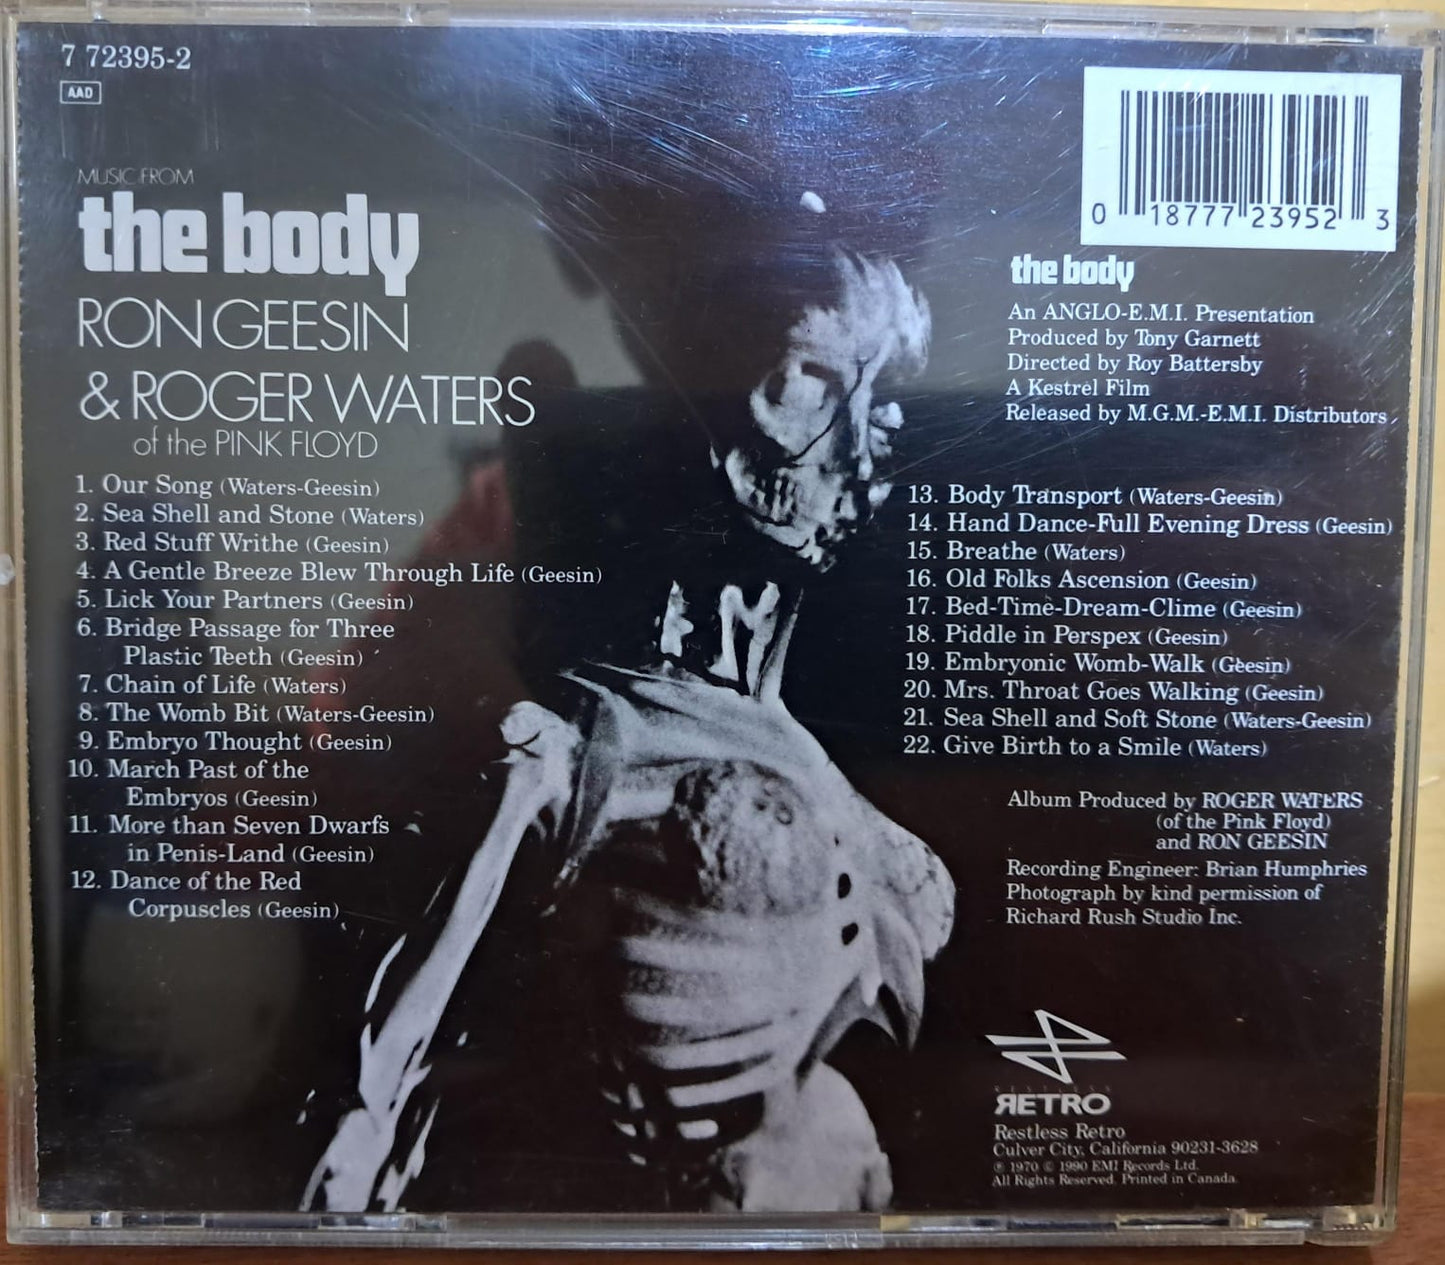 7 72395-2
AAD
MUSIC FROM
the body
RON GEESIN
& ROGER WATERS
of the PINK FLOYD
1. Our Song (Waters-Geesin)
2. Sea Shell and Stone (Waters)
3. Red Stuff Writhe (Geesin)
4. A Gentle Breeze Blew Through Life (Geesin)
5. Lick Your Partners (Geesin)
6. Bridge Passage for Three
Plastic Teeth (Geesin)
7. Chain of Life (Waters)
8. The Womb Bit (Waters-Geesin)
9. Embryo Thought (Geesin)
10. March Past of the
Embryos (Geesin)
11. More than Seven Dwarfs
in Penis-Land (Geesin)
12. Dance of the Red
Corpuscles (Geesin)
0 18777 23952 3
the body
An ANGLO-E.M.I. Presentation
Produced by Tony Garnett
Directed by Roy Battersby
A Kestrel Film
Released by M.G.M.-E.M.I. Distributors
13. Body Transport (Waters-Geesin)
14. Hand Dance-Full Evening Dress (Geesin)
15. Breathe (Waters)
16. Old Folks Ascension (Geesin)
17. Bed-Time-Dream-Clime (Geesin)
18. Piddle in Perspex (Geesin)
19. Embryonic Womb-Walk (Geesin)
20. Mrs. Throat Goes Walking (Geesin)
21. Sea Shell and Soft Stone (Waters-Geesin)
22. Give Birth to a Smile (Waters)
Album Produced by ROGER WATERS
(of the Pink Floyd)
and RON GEESIN
Recording Engineer: Brian Humphries
Photograph by kind permission of
Richard Rush Studio Inc.
RESTLESS
RETRO
Restless Retro
Culver City, California 90231-3628
℗ 1970 © 1990 EMI Records Ltd.
All Rights Reserved. Printed in Canada.